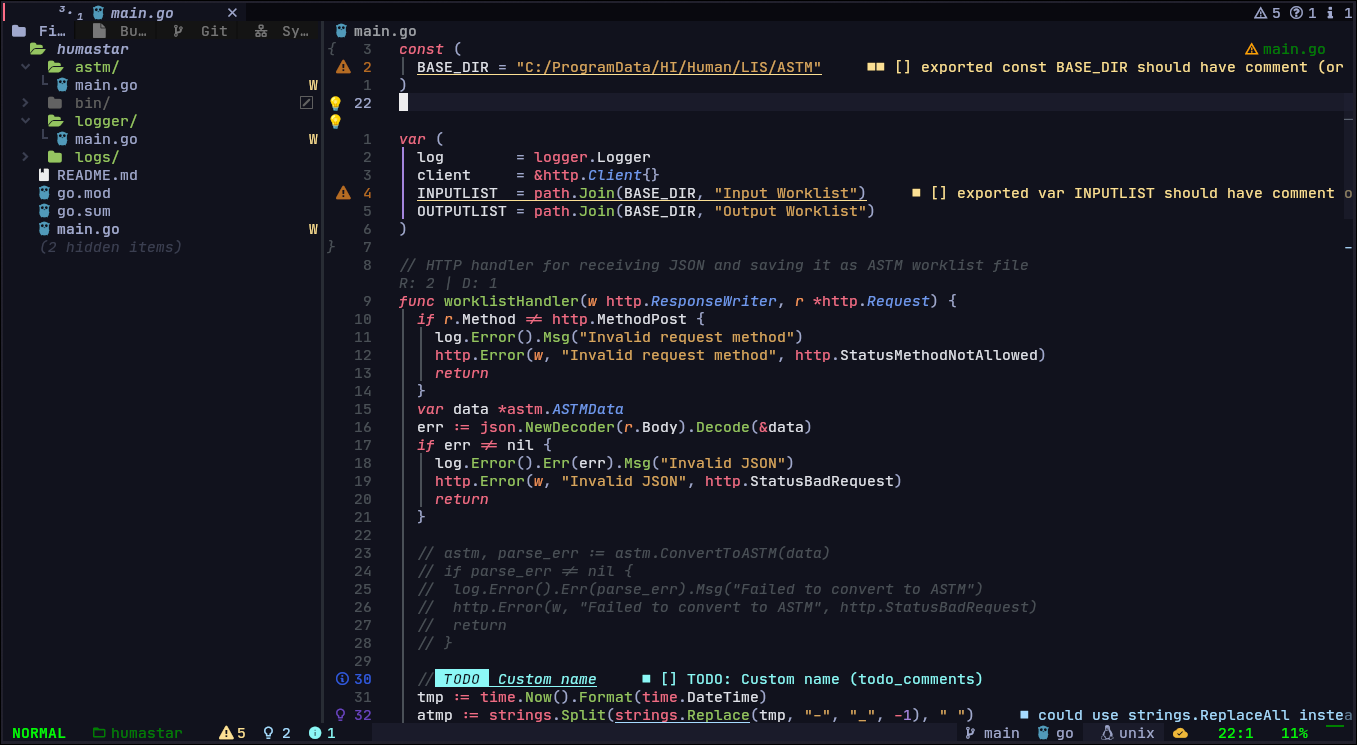 3. 1 main.go ✕ 5 1 1
Fi… Bu… Git Sy… main.go
humastar
astm/
main.go W
bin/
logger/
main.go W
logs/
README.md
go.mod
go.sum
main.go W
(2 hidden items)
{ 3 const ( main.go
2 BASE_DIR = "C:/ProgramData/HI/Human/LIS/ASTM" ■■ [] exported const BASE_DIR should have comment (or
1 )
22
1 var (
2 log = logger.Logger
3 client = &http.Client{}
4 INPUTLIST = path.Join(BASE_DIR, "Input Worklist") ■ [] exported var INPUTLIST should have comment o
5 OUTPUTLIST = path.Join(BASE_DIR, "Output Worklist")
6 )
} 7
8 // HTTP handler for receiving JSON and saving it as ASTM worklist file
R: 2 | D: 1
9 func worklistHandler(w http.ResponseWriter, r *http.Request) {
10 if r.Method != http.MethodPost {
11 log.Error().Msg("Invalid request method")
12 http.Error(w, "Invalid request method", http.StatusMethodNotAllowed)
13 return
14 }
15 var data *astm.ASTMData
16 err := json.NewDecoder(r.Body).Decode(&data)
17 if err != nil {
18 log.Error().Err(err).Msg("Invalid JSON")
19 http.Error(w, "Invalid JSON", http.StatusBadRequest)
20 return
21 }
22
23 // astm, parse_err := astm.ConvertToASTM(data)
24 // if parse_err != nil {
25 // log.Error().Err(parse_err).Msg("Failed to convert to ASTM")
26 // http.Error(w, "Failed to convert to ASTM", http.StatusBadRequest)
27 // return
28 // }
29
30 // TODO Custom name ■ [] TODO: Custom name (todo_comments)
31 tmp := time.Now().Format(time.DateTime)
32 atmp := strings.Split(strings.Replace(tmp, "-", "_", -1), " ") ■ could use strings.ReplaceAll instea
NORMAL humastar 5 2 1 main go unix 22:1 11%